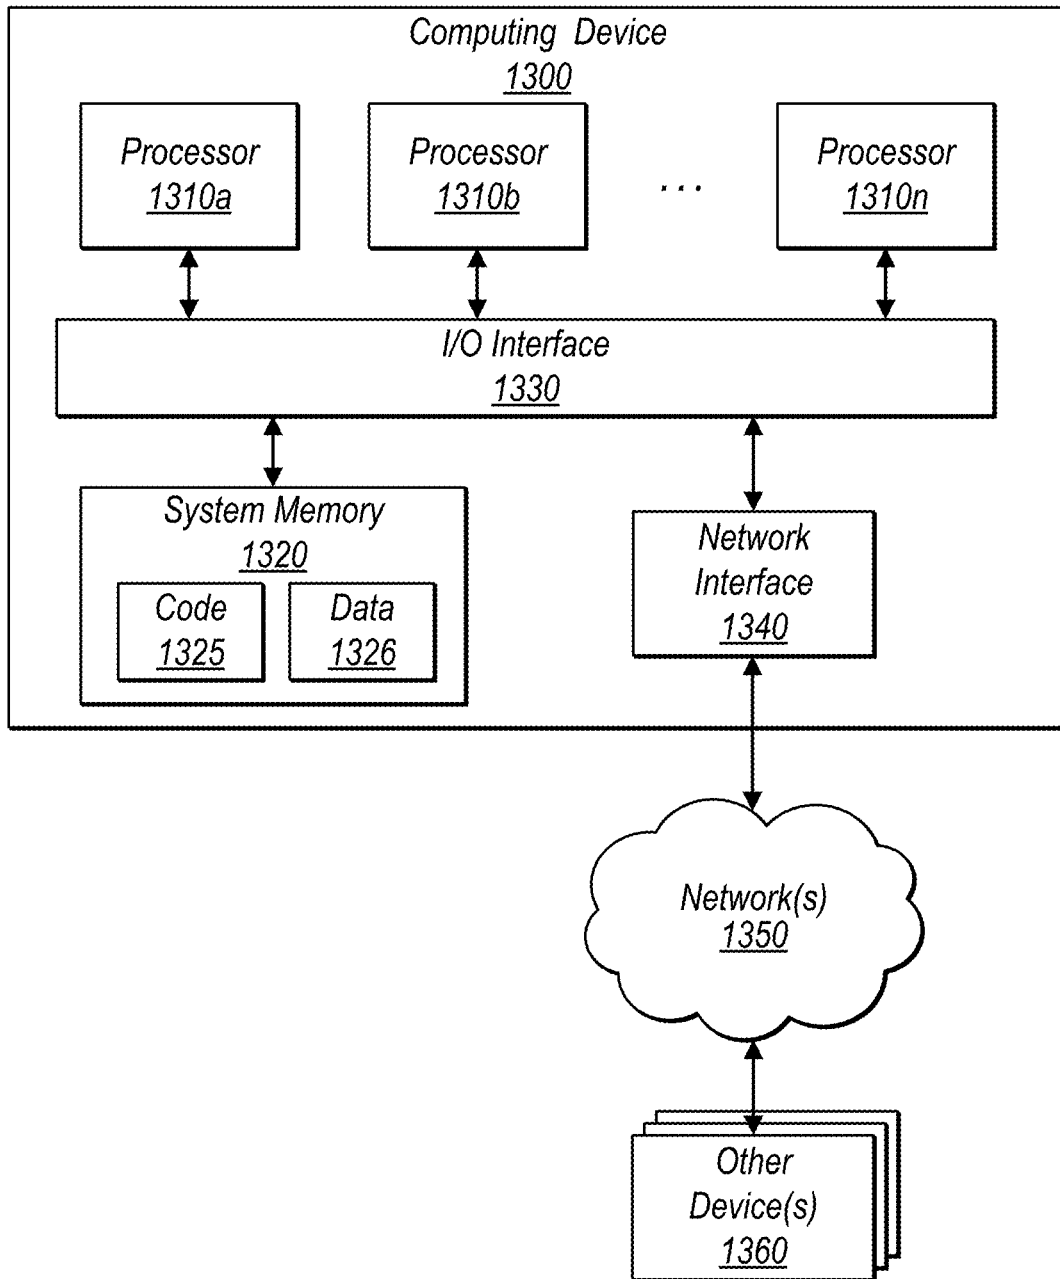 Computing Device
1300
Processor
1310a
Processor
1310b
...
Processor
1310n
I/O Interface
1330
System Memory
1320
Code
1325
Data
1326
Network
Interface
1340
Network(s)
1350
Other
Device(s)
1360